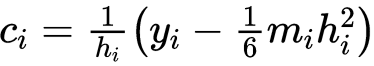 $c_i = \frac{1}{h_i}\left(y_i - \frac{1}{6} m_i h_i^2\right)$